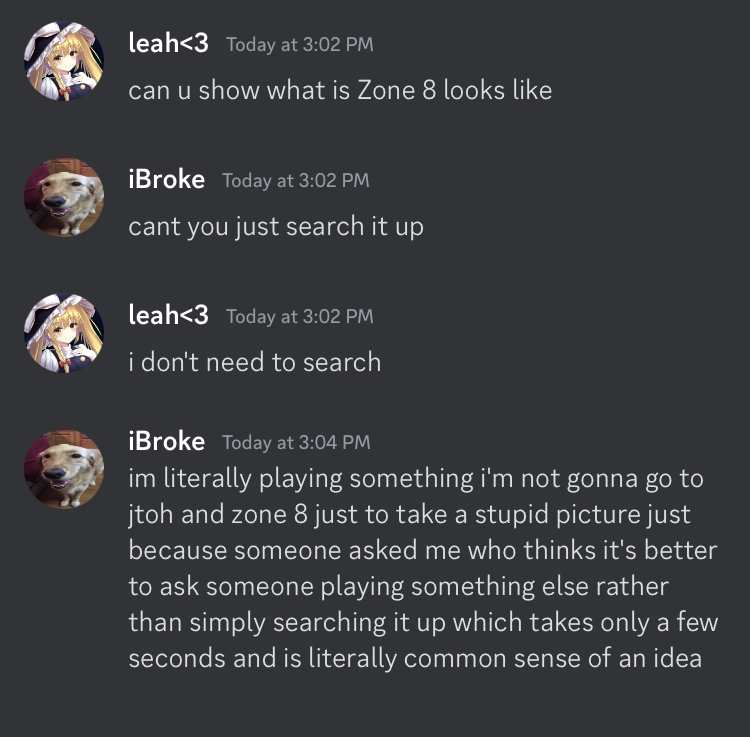 leah<3 Today at 3:02 PM
can u show what is Zone 8 looks like
iBroke Today at 3:02 PM
cant you just search it up
leah<3 Today at 3:02 PM
i don't need to search
iBroke Today at 3:04 PM
im literally playing something i'm not gonna go to
jtoh and zone 8 just to take a stupid picture just
because someone asked me who thinks it's better
to ask someone playing something else rather
than simply searching it up which takes only a few
seconds and is literally common sense of an idea